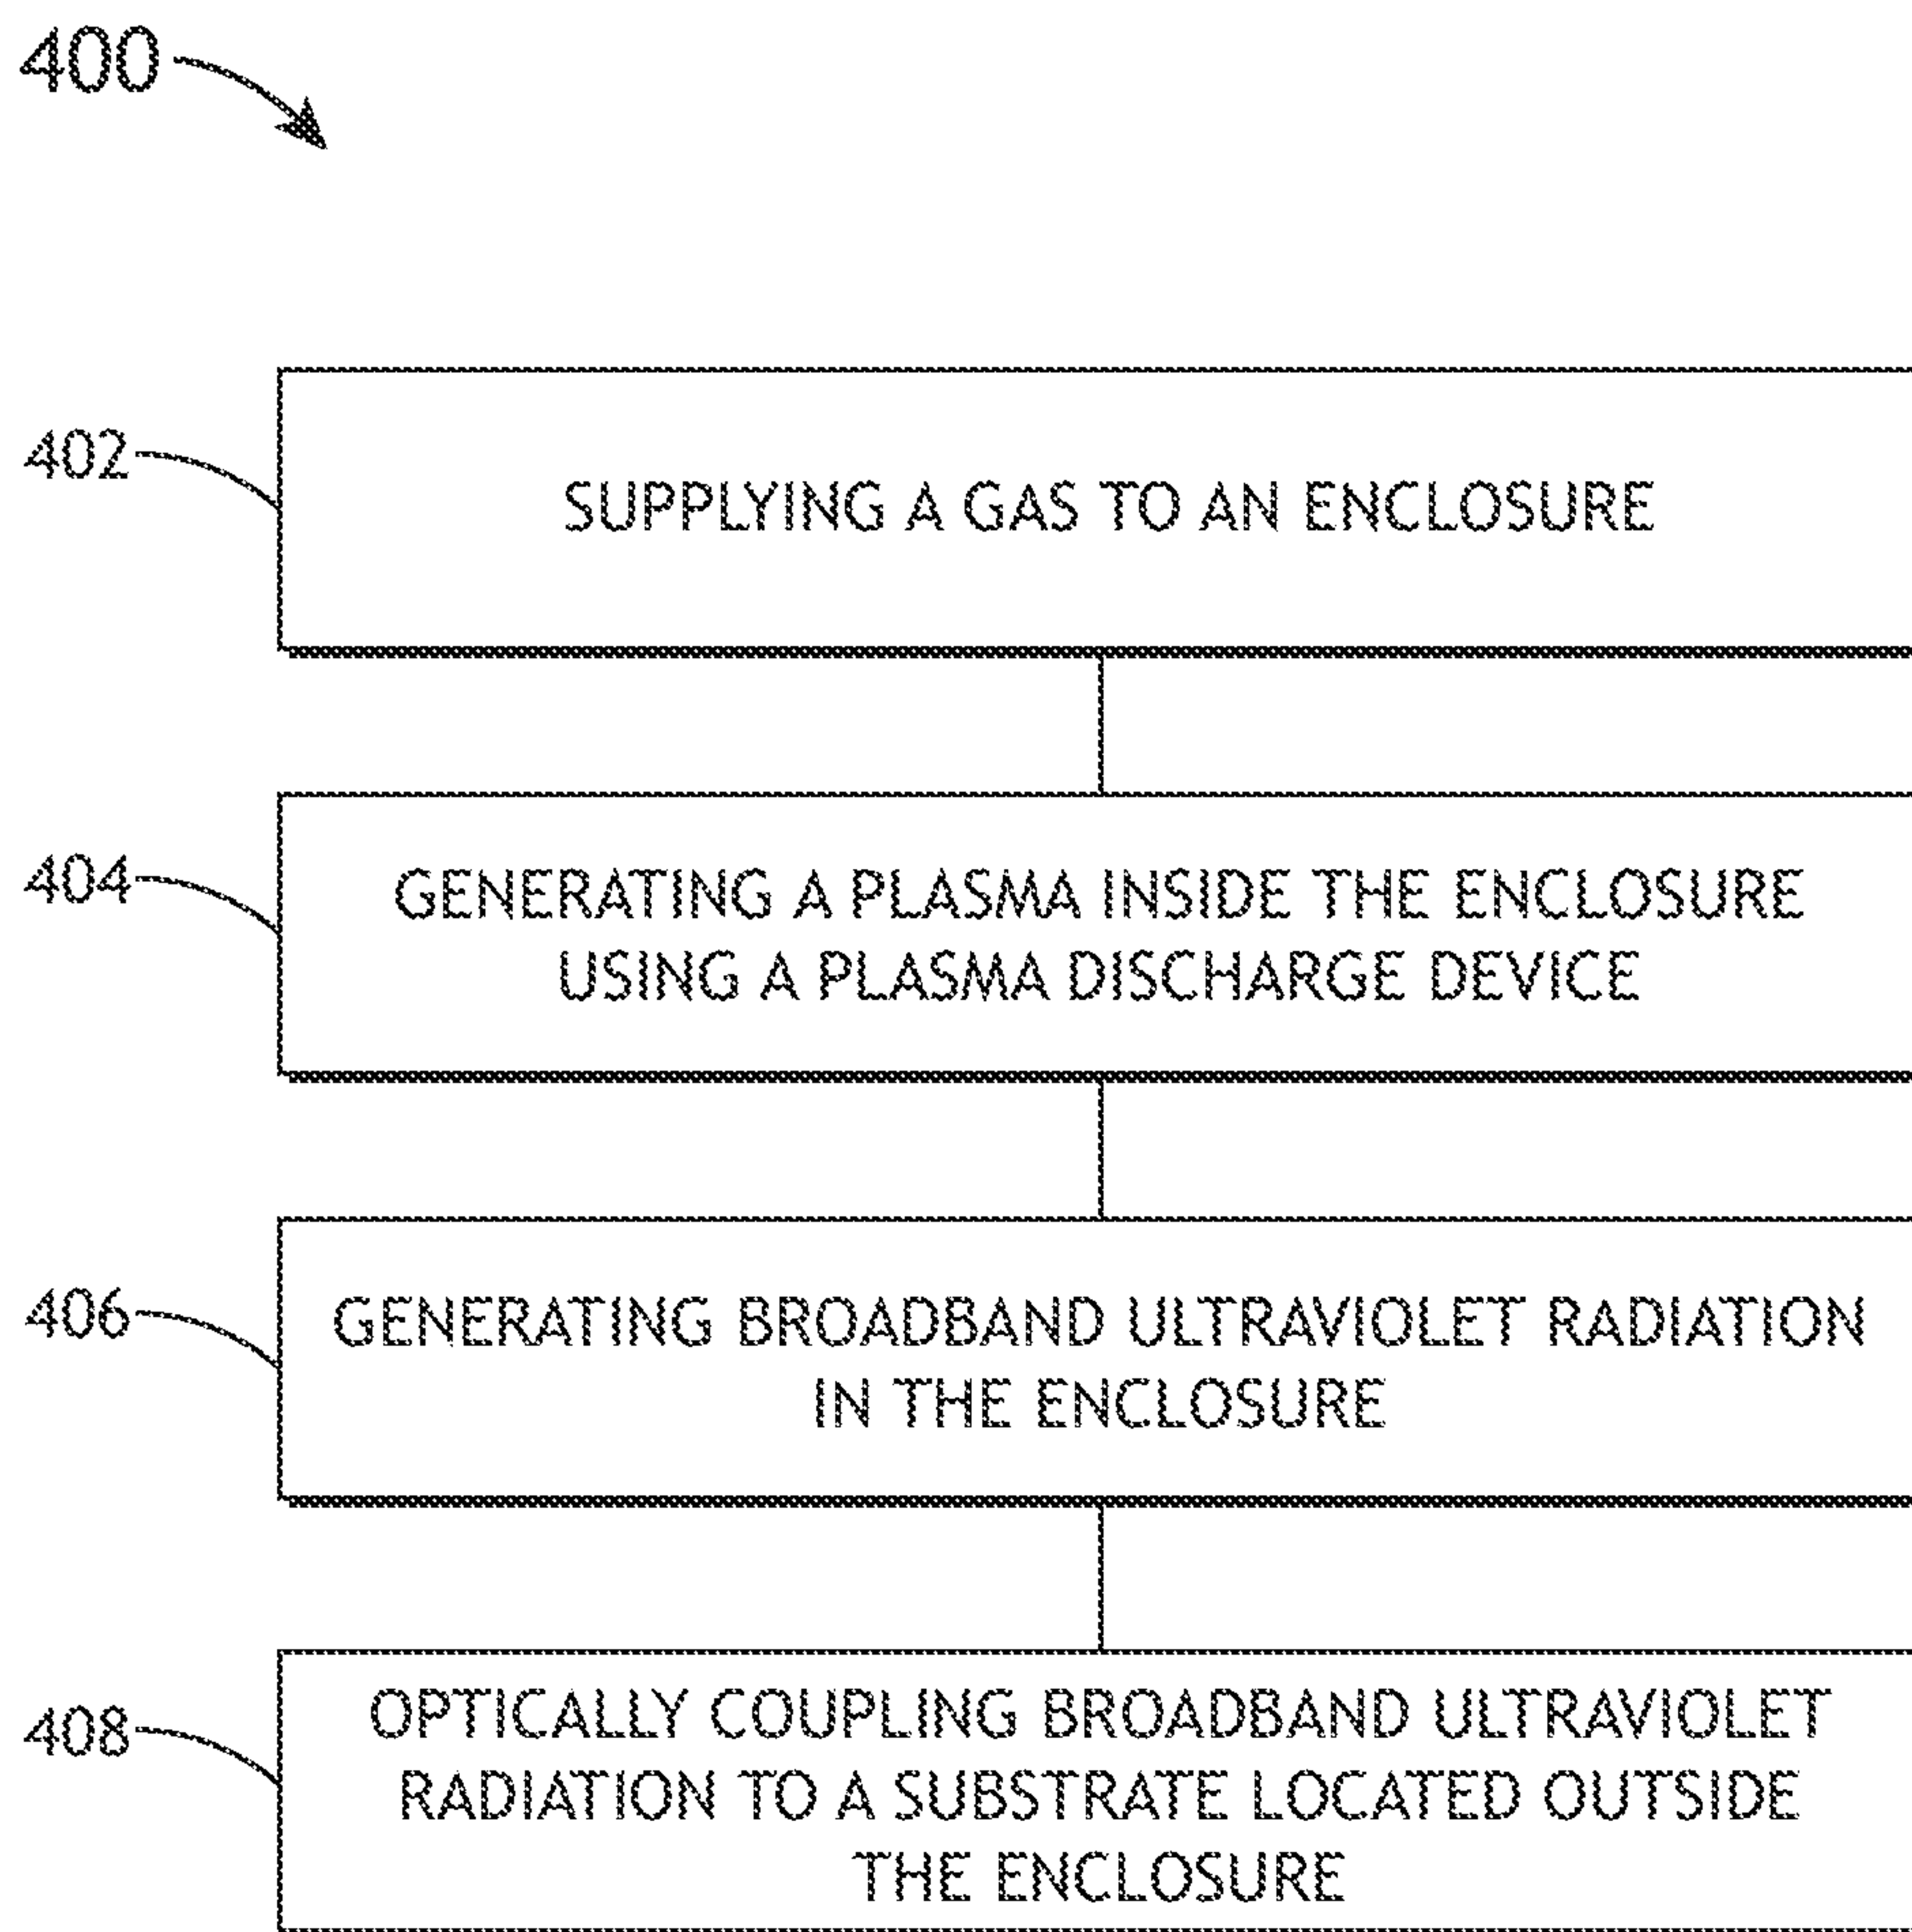 400
402
SUPPLYING A GAS TO AN ENCLOSURE
404
GENERATING A PLASMA INSIDE THE ENCLOSURE
USING A PLASMA DISCHARGE DEVICE
406
GENERATING BROADBAND ULTRAVIOLET RADIATION
IN THE ENCLOSURE
408
OPTICALLY COUPLING BROADBAND ULTRAVIOLET
RADIATION TO A SUBSTRATE LOCATED OUTSIDE
THE ENCLOSURE